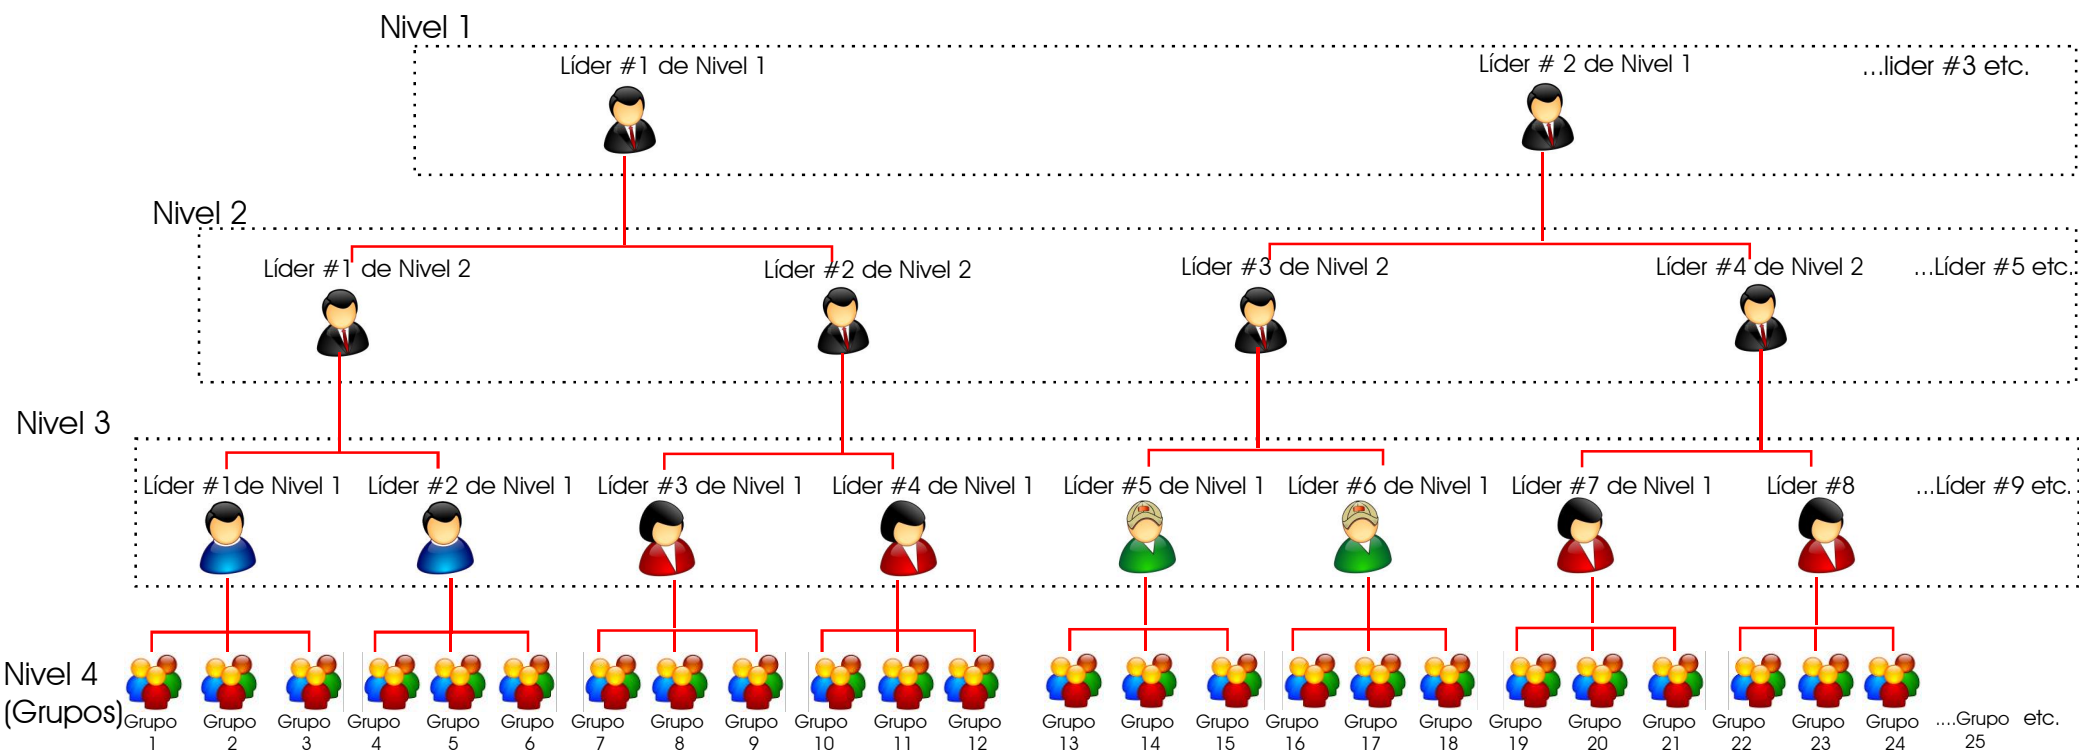 Nivel 1
Líder #1 de Nivel 1
Líder # 2 de Nivel 1
...lider #3 etc.
Nivel 2
Líder #1 de Nivel 2
Líder #2 de Nivel 2
Líder #3 de Nivel 2
Líder #4 de Nivel 2
...Líder #5 etc.
Nivel 3
Líder #1de Nivel 1
Líder #2 de Nivel 1
Líder #3 de Nivel 1
Líder #4 de Nivel 1
Líder #5 de Nivel 1
Líder #6 de Nivel 1
Líder #7 de Nivel 1
Líder #8
...Líder #9 etc.
Nivel 4
(Grupos)
Grupo
1
Grupo
2
Grupo
3
Grupo
4
Grupo
5
Grupo
6
Grupo
7
Grupo
8
Grupo
9
Grupo
10
Grupo
11
Grupo
12
Grupo
13
Grupo
14
Grupo
15
Grupo
16
Grupo
17
Grupo
18
Grupo
19
Grupo
20
Grupo
21
Grupo
22
Grupo
23
Grupo
24
....Grupo etc.
25